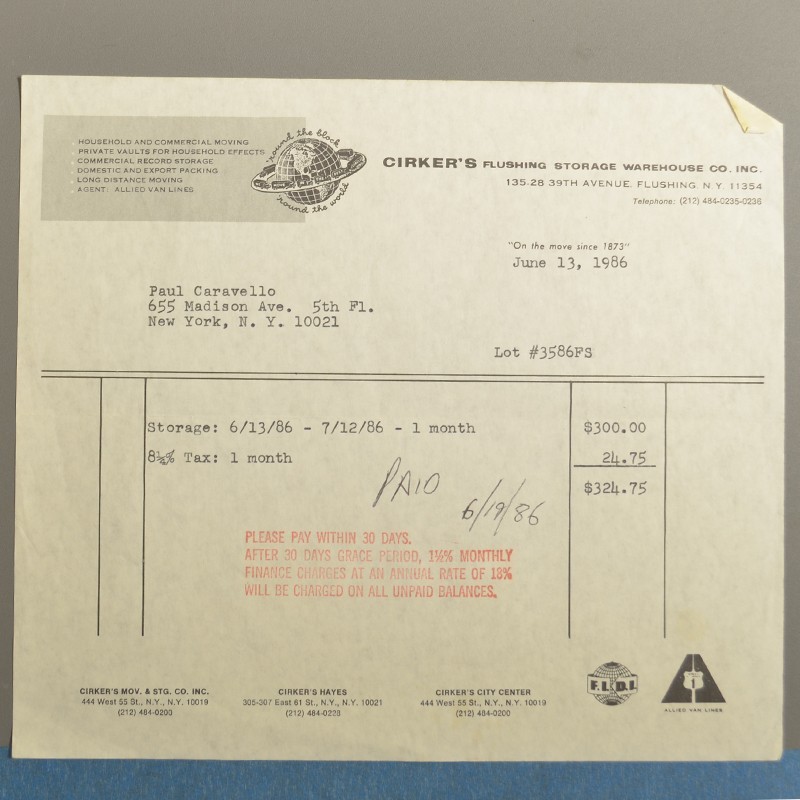 HOUSEHOLD AND COMMERCIAL MOVING
PRIVATE VAULTS FOR HOUSEHOLD EFFECTS
COMMERCIAL RECORD STORAGE
DOMESTIC AND EXPORT PACKING
LONG DISTANCE MOVING
AGENT: ALLIED VAN LINES
'round the block
'round the world
CIRKER'S FLUSHING STORAGE WAREHOUSE CO. INC.
135-28 39TH AVENUE, FLUSHING, N.Y. 11354
Telephone: (212) 484-0235-0236
"On the move since 1873"
June 13, 1986
Paul Caravello
655 Madison Ave. 5th Fl.
New York, N. Y. 10021
Lot #3586FS
Storage: 6/13/86 - 7/12/86 - 1 month $300.00
8¼% Tax: 1 month 24.75
$324.75
PAID
6/19/86
PLEASE PAY WITHIN 30 DAYS.
AFTER 30 DAYS GRACE PERIOD, 1½% MONTHLY
FINANCE CHARGES AT AN ANNUAL RATE OF 18%
WILL BE CHARGED ON ALL UNPAID BALANCES.
CIRKER'S MOV. & STG. CO. INC.
444 West 55 St., N.Y., N.Y. 10019
(212) 484-0200
CIRKER'S HAYES
305-307 East 61 St., N.Y., N.Y. 10021
(212) 484-0228
CIRKER'S CITY CENTER
444 West 55 St., N.Y., N.Y. 10019
(212) 484-0200
F.I.D.I.
1
ALLIED VAN LINES